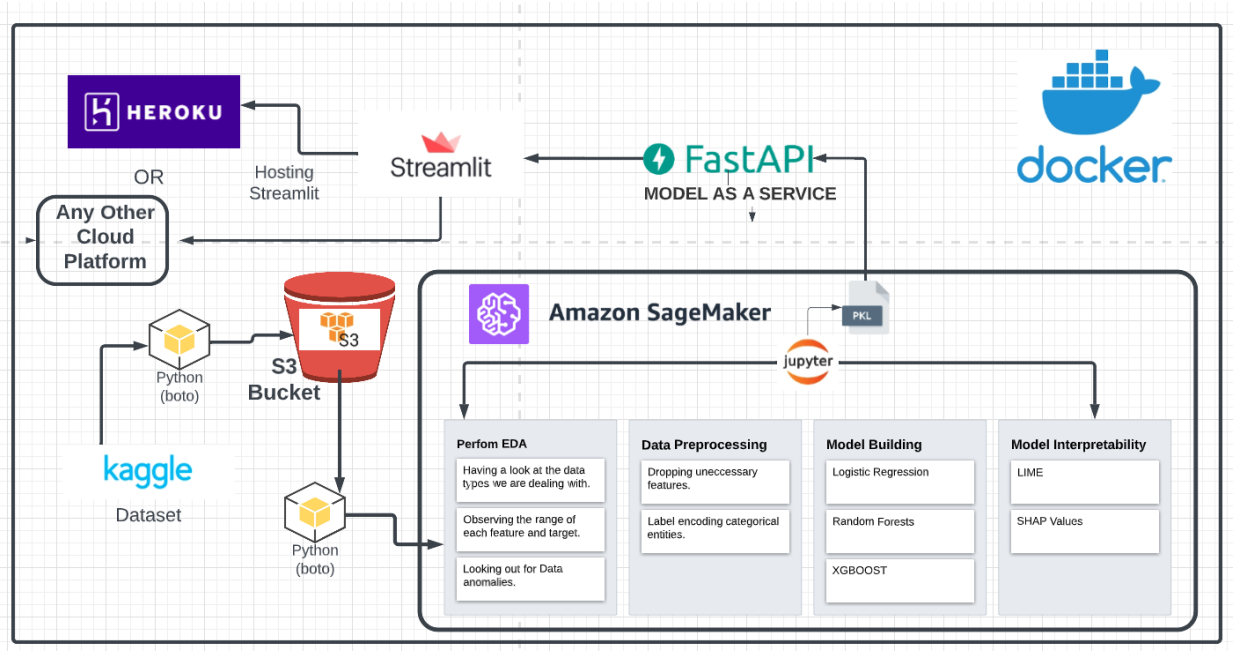 HEROKU
OR
Any Other
Cloud
Platform
Hosting
Streamlit
Streamlit
FastAPI
MODEL AS A SERVICE
docker
kaggle
Dataset
Python
(boto)
S3
S3
Bucket
Python
(boto)
Amazon SageMaker
PKL
jupyter
Perfom EDA
Having a look at the data
types we are dealing with.
Observing the range of
each feature and target.
Looking out for Data
anomalies.
Data Preprocessing
Dropping uneccessary
features.
Label encoding categorical
entities.
Model Building
Logistic Regression
Random Forests
XGBOOST
Model Interpretability
LIME
SHAP Values